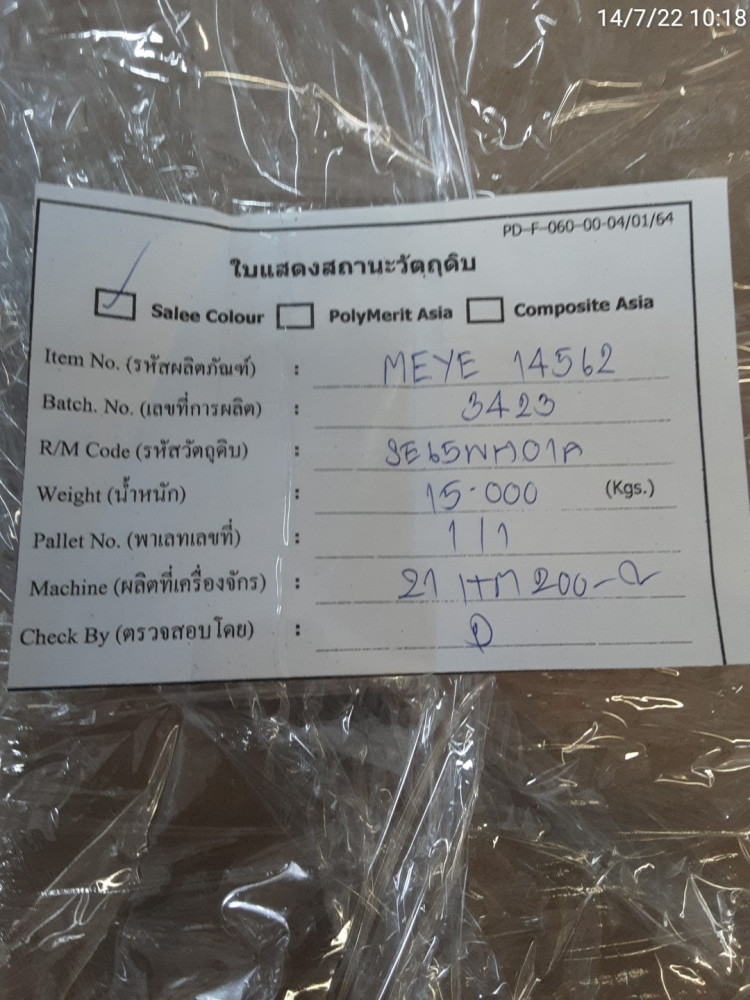 14/7/22 10:18
PD-F-060-00-04/01/64
ใบแสดงสถานะวัตถุดิบ
Salee Colour PolyMerit Asia Composite Asia
Item No. (รหัสผลิตภัณฑ์) : MEYE 14562
Batch. No. (เลขที่การผลิต) : 3423
R/M Code (รหัสวัตถุดิบ) :
Weight (น้ำหนัก) : 15.000 (Kgs.)
Pallet No. (พาเลทเลขที่) : 1/1
Machine (ผลิตที่เครื่องจักร) : 21
Check By (ตรวจสอบโดย) :